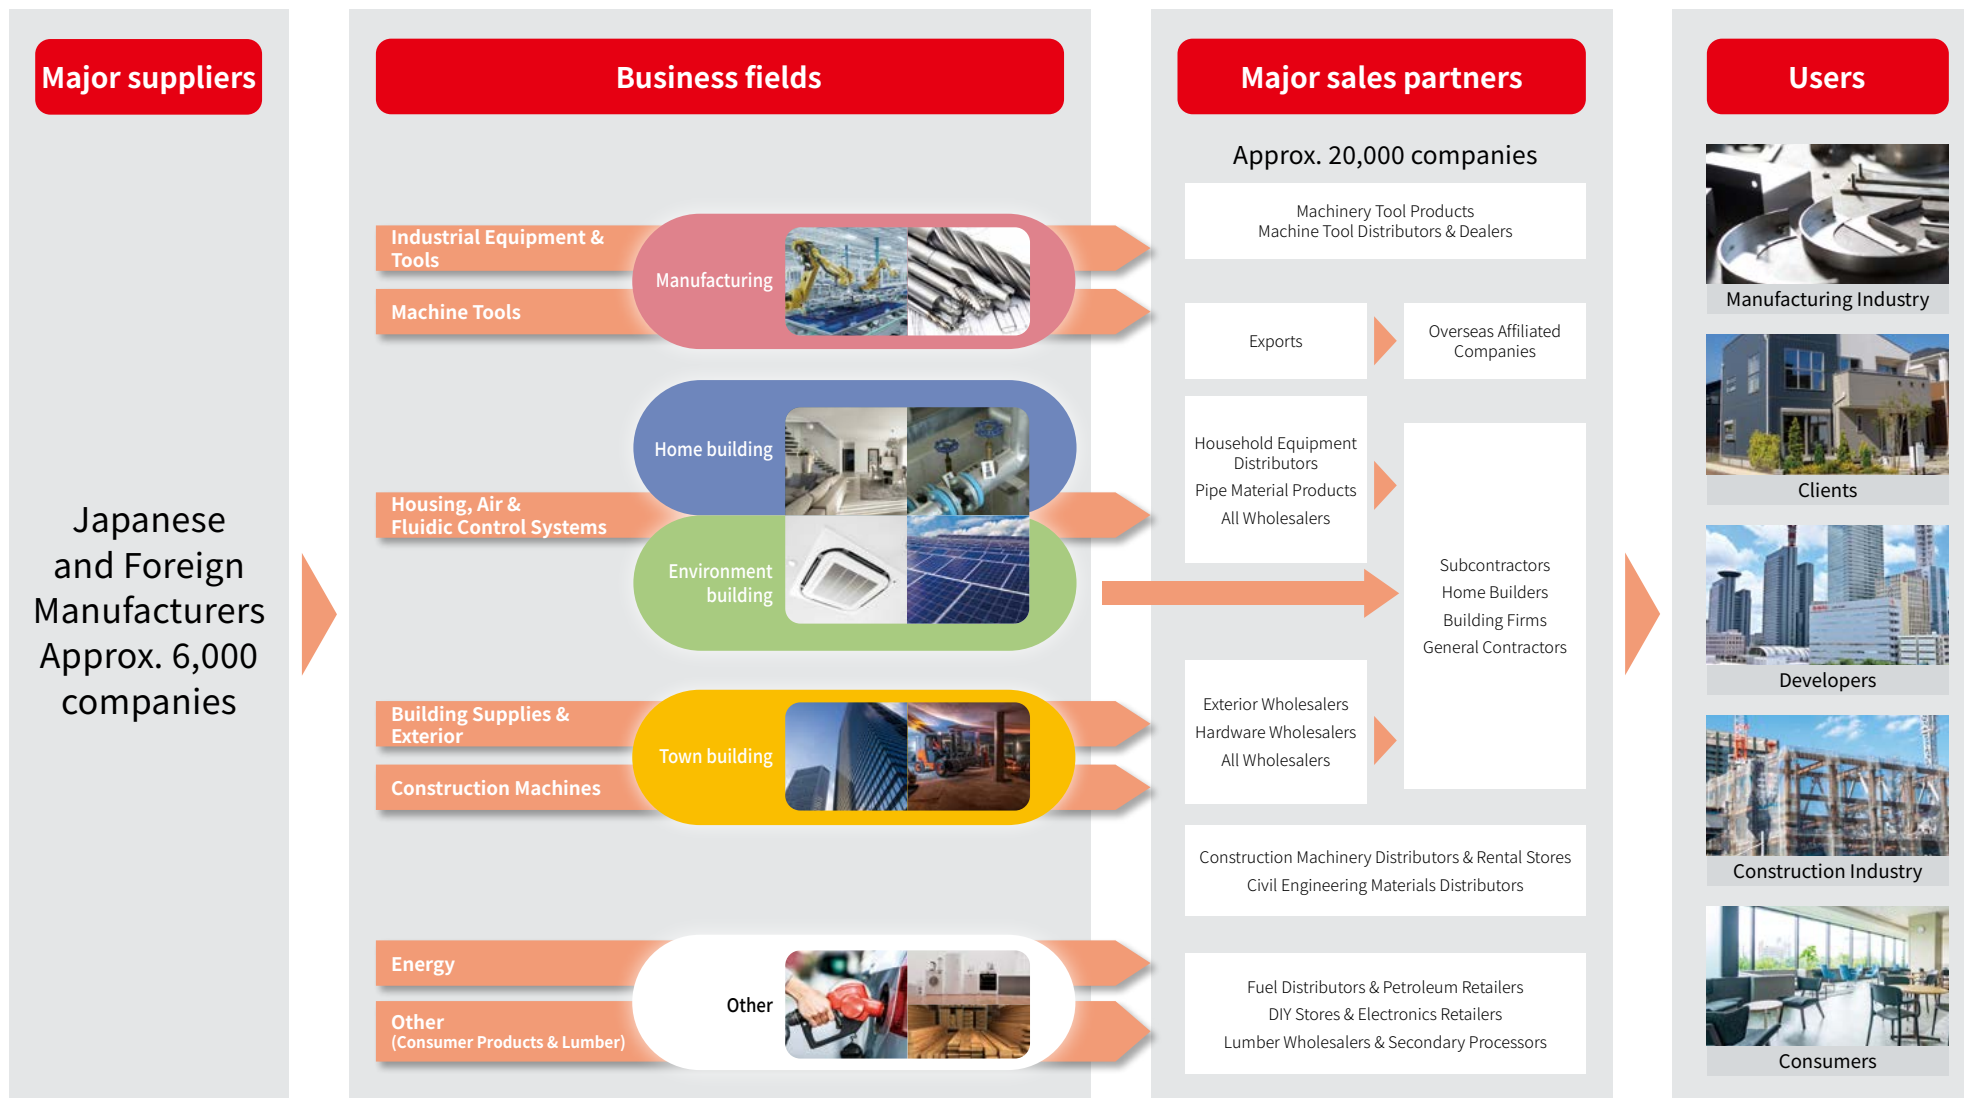 Major suppliers
Japanese
and Foreign
Manufacturers
Approx. 6,000
companies
Business fields
Industrial Equipment &
Tools
Machine Tools
Manufacturing
Home building
Housing, Air &
Fluidic Control Systems
Environment
building
Building Supplies &
Exterior
Construction Machines
Town building
Energy
Other
(Consumer Products & Lumber)
Other
Major sales partners
Approx. 20,000 companies
Machinery Tool Products
Machine Tool Distributors & Dealers
Exports
Overseas Affiliated
Companies
Household Equipment
Distributors
Pipe Material Products
All Wholesalers
Subcontractors
Home Builders
Building Firms
General Contractors
Exterior Wholesalers
Hardware Wholesalers
All Wholesalers
Construction Machinery Distributors & Rental Stores
Civil Engineering Materials Distributors
Fuel Distributors & Petroleum Retailers
DIY Stores & Electronics Retailers
Lumber Wholesalers & Secondary Processors
Users
Manufacturing Industry
Clients
Developers
Construction Industry
Consumers